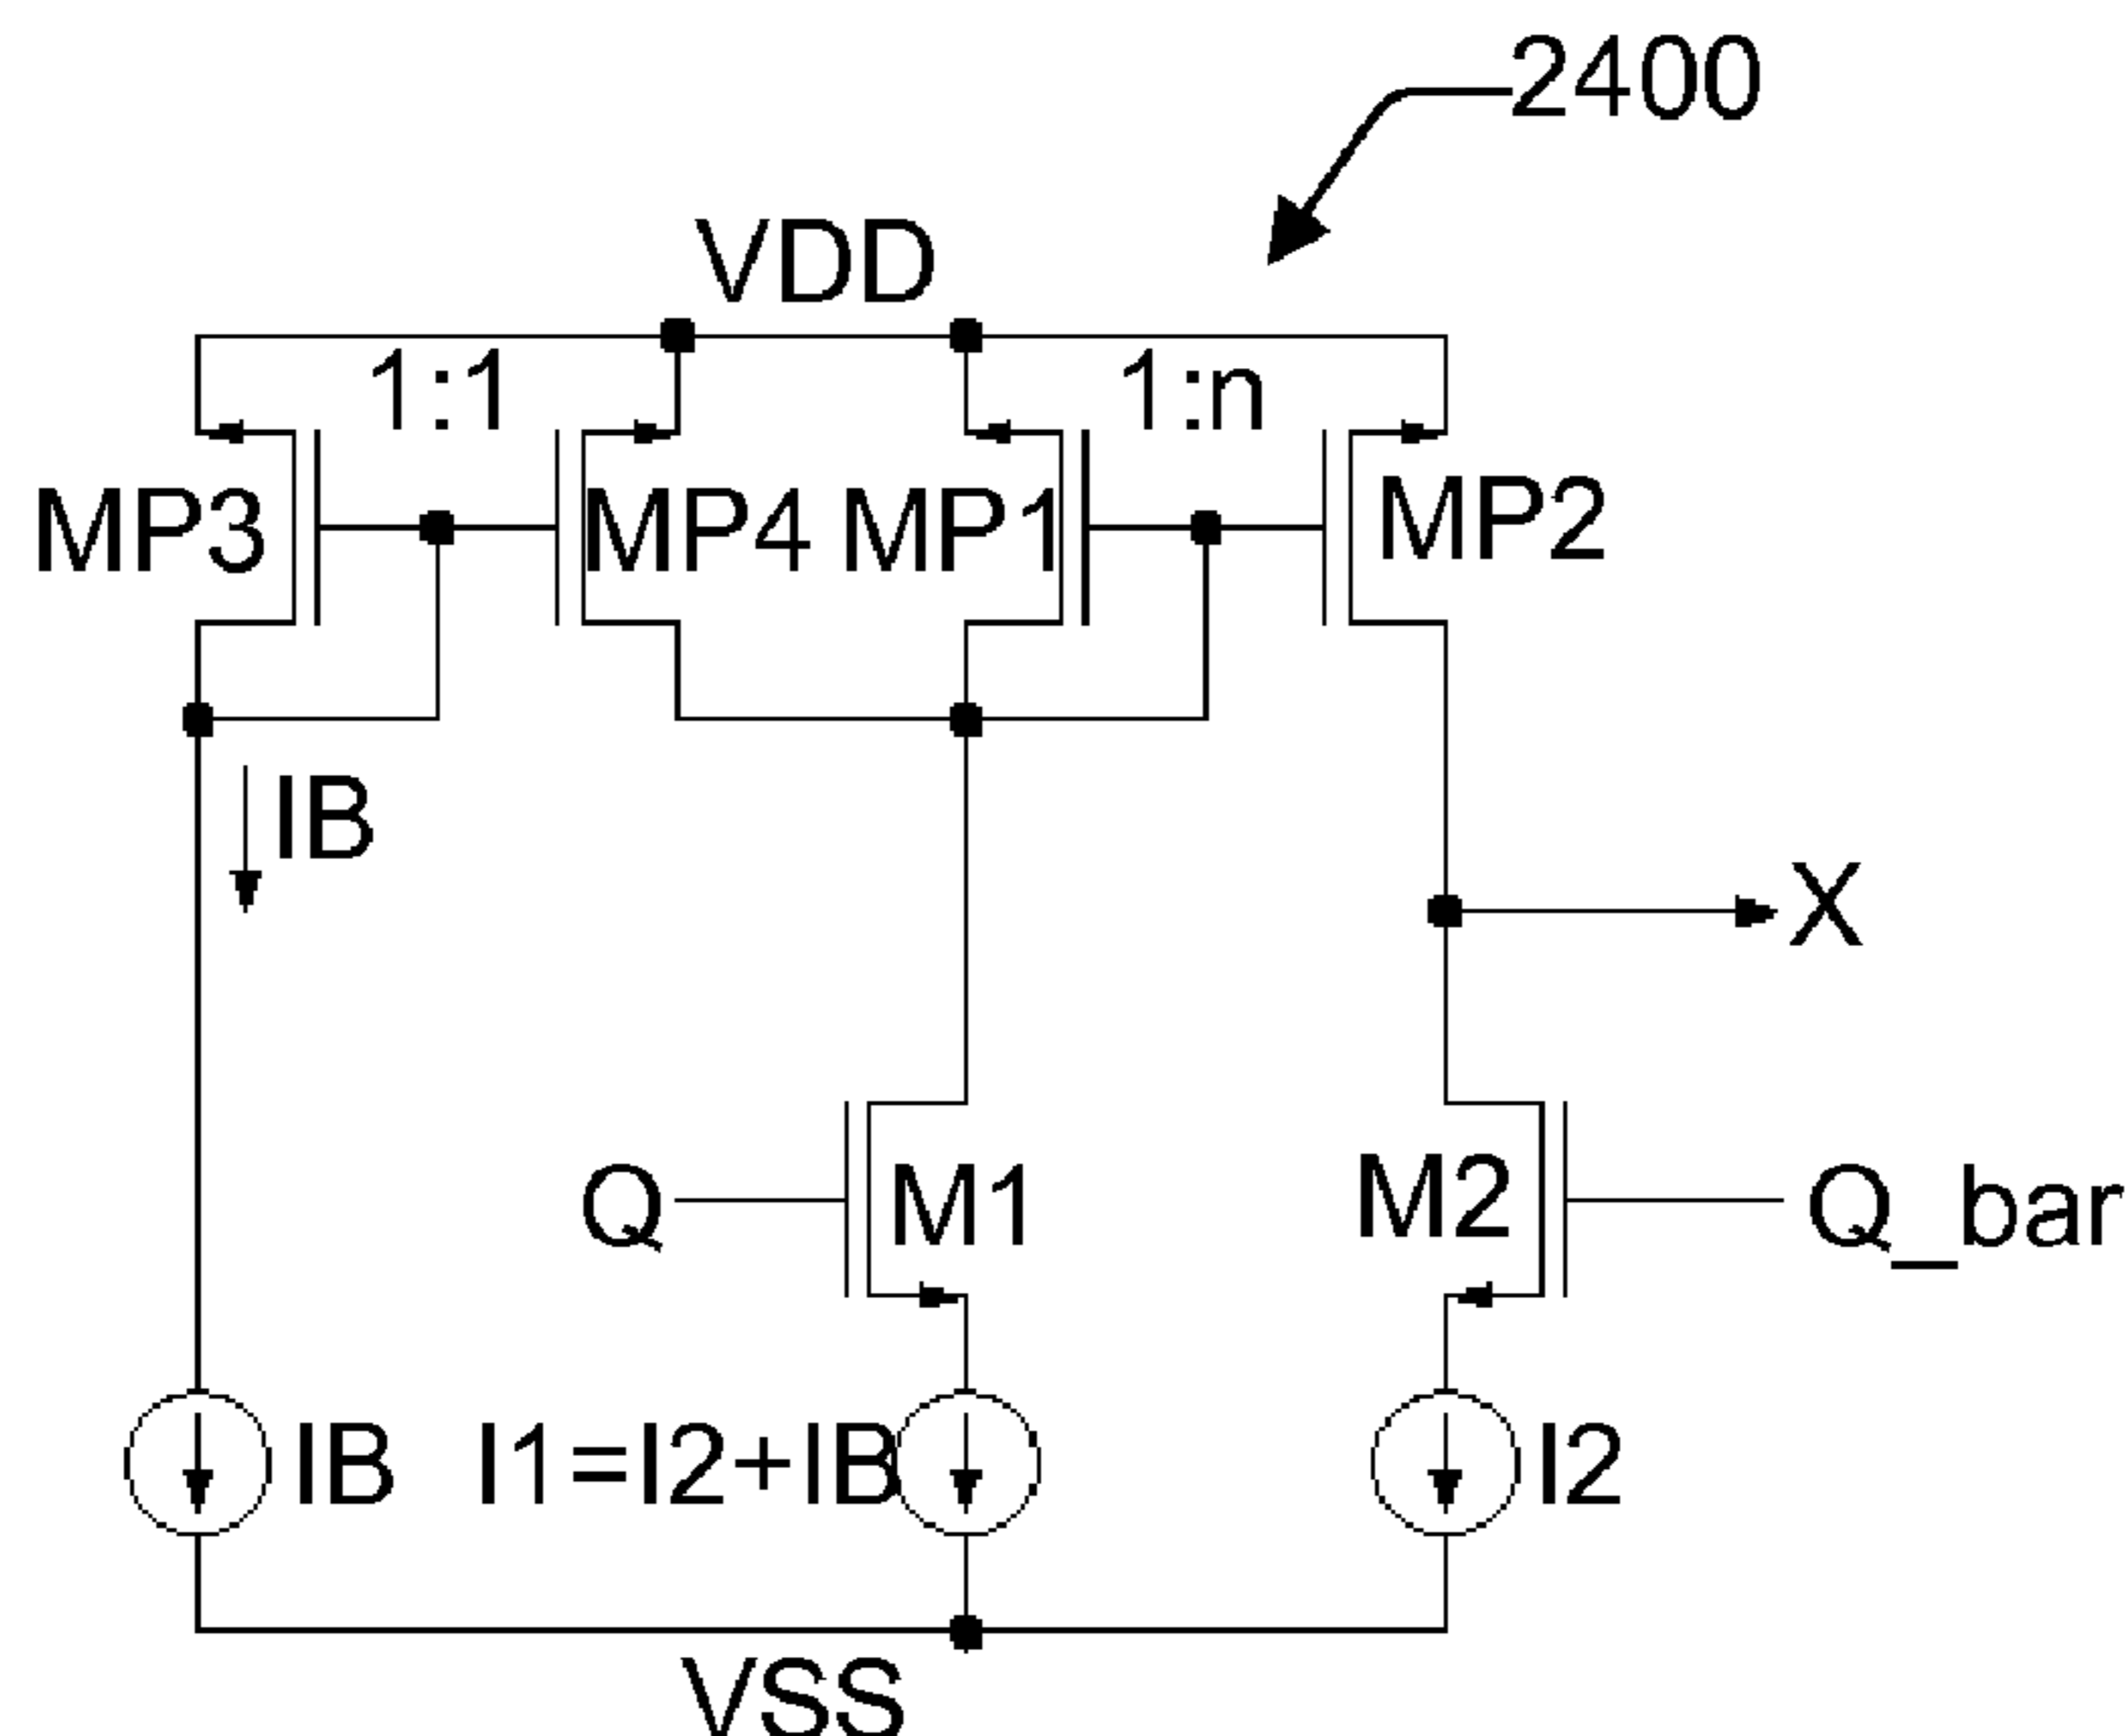 2400
VDD
1:1
1:n
MP3
MP4
MP1
MP2
IB
X
Q
M1
M2
Q_bar
IB
I1=I2+IB
I2
VSS